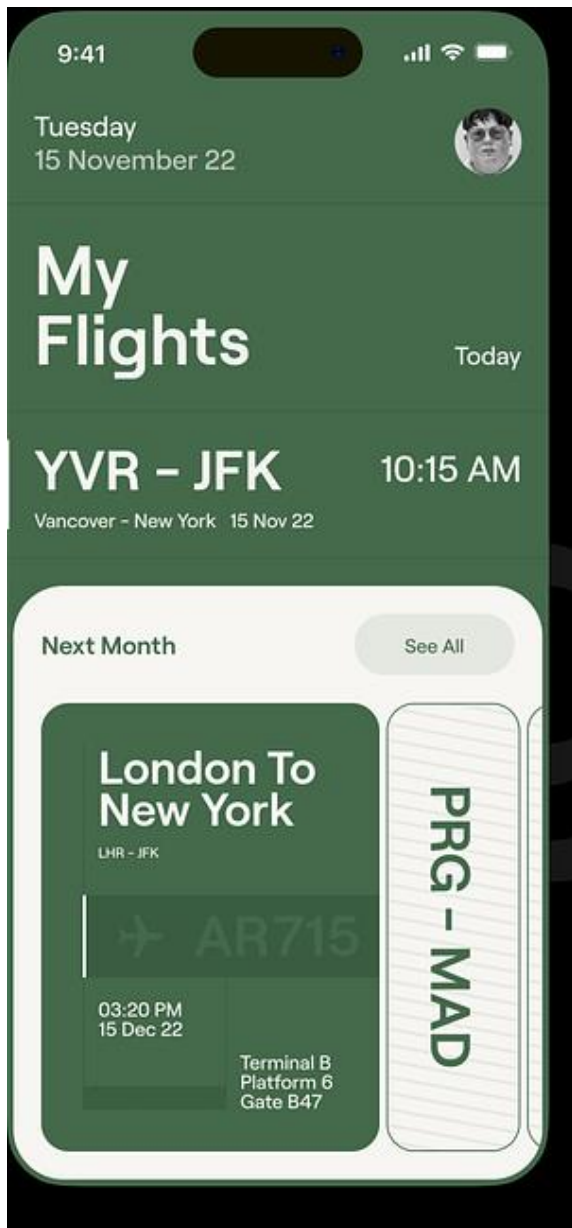 9:41
Tuesday
15 November 22
My
Flights
Today
YVR - JFK
10:15 AM
Vancover - New York 15 Nov 22
Next Month
See All
London To
New York
LHR - JFK
AR715
03:20 PM
15 Dec 22
Terminal B
Platform 6
Gate B47
PRG - MAD